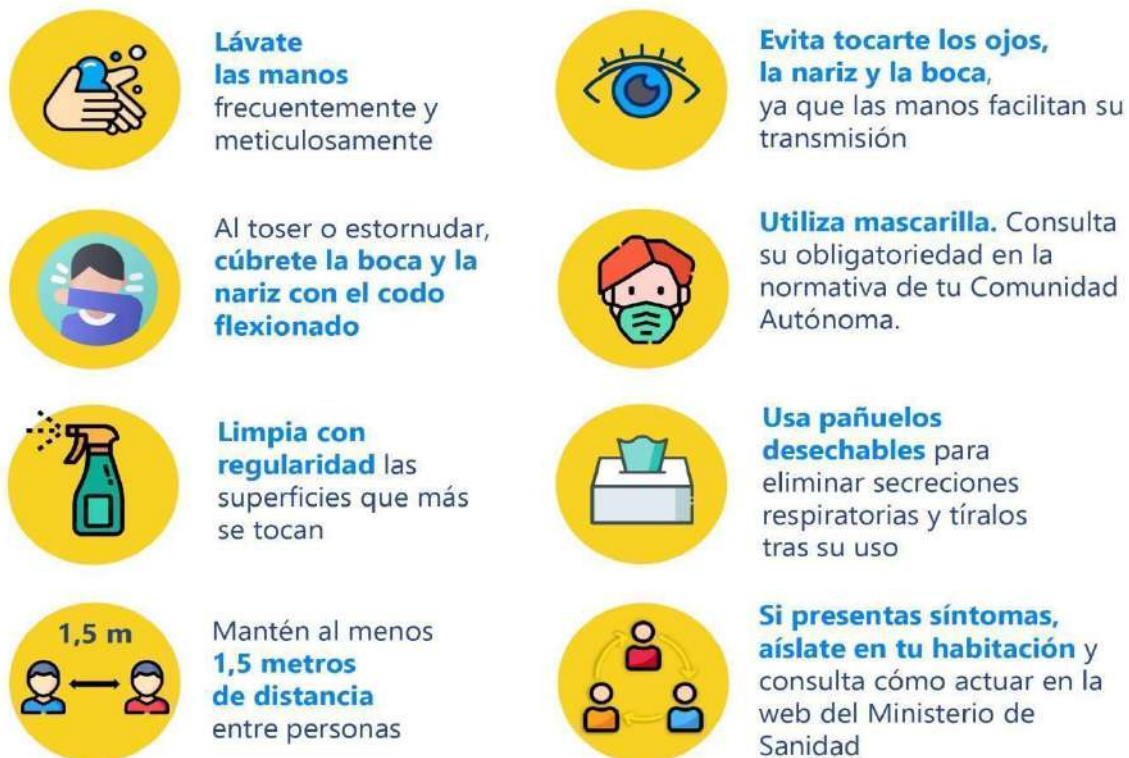 Lávate
las manos
frecuentemente y
meticulosamente
Evita tocarte los ojos,
la nariz y la boca,
ya que las manos facilitan su
transmisión
Al toser o estornudar,
cúbrete la boca y la
nariz con el codo
flexionado
Utiliza mascarilla. Consulta
su obligatoriedad en la
normativa de tu Comunidad
Autónoma.
Limpia con
regularidad las
superficies que más
se tocan
Usa pañuelos
desechables para
eliminar secreciones
respiratorias y tíralos
tras su uso
1,5 m
Mantén al menos
1,5 metros
de distancia
entre personas
Si presentas síntomas,
aíslate en tu habitación y
consulta cómo actuar en la
web del Ministerio de
Sanidad